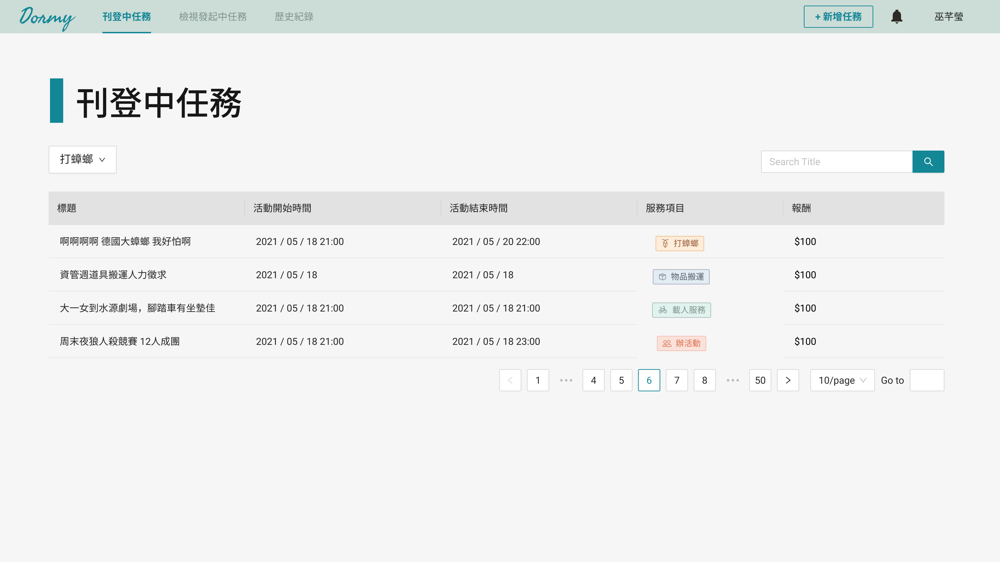 Dormy 刊登中任務 檢視發起中任務 歷史紀錄 + 新增任務 巫芊瑩
刊登中任務
打蟑螂 Search Title
標題 活動開始時間 活動結束時間 服務項目 報酬
啊啊啊啊 德國大蟑螂 我好怕啊 2021 / 05 / 18 21:00 2021 / 05 / 20 22:00 打蟑螂 $100
資管週道具搬運人力徵求 2021 / 05 / 18 2021 / 05 / 18 物品搬運 $100
大一女到水源劇場，腳踏車有坐墊佳 2021 / 05 / 18 21:00 2021 / 05 / 18 21:00 載人服務 $100
周末夜狼人殺競賽 12人成團 2021 / 05 / 18 21:00 2021 / 05 / 18 23:00 辦活動 $100
< 1 ••• 4 5 6 7 8 ••• 50 > 10/page Go to